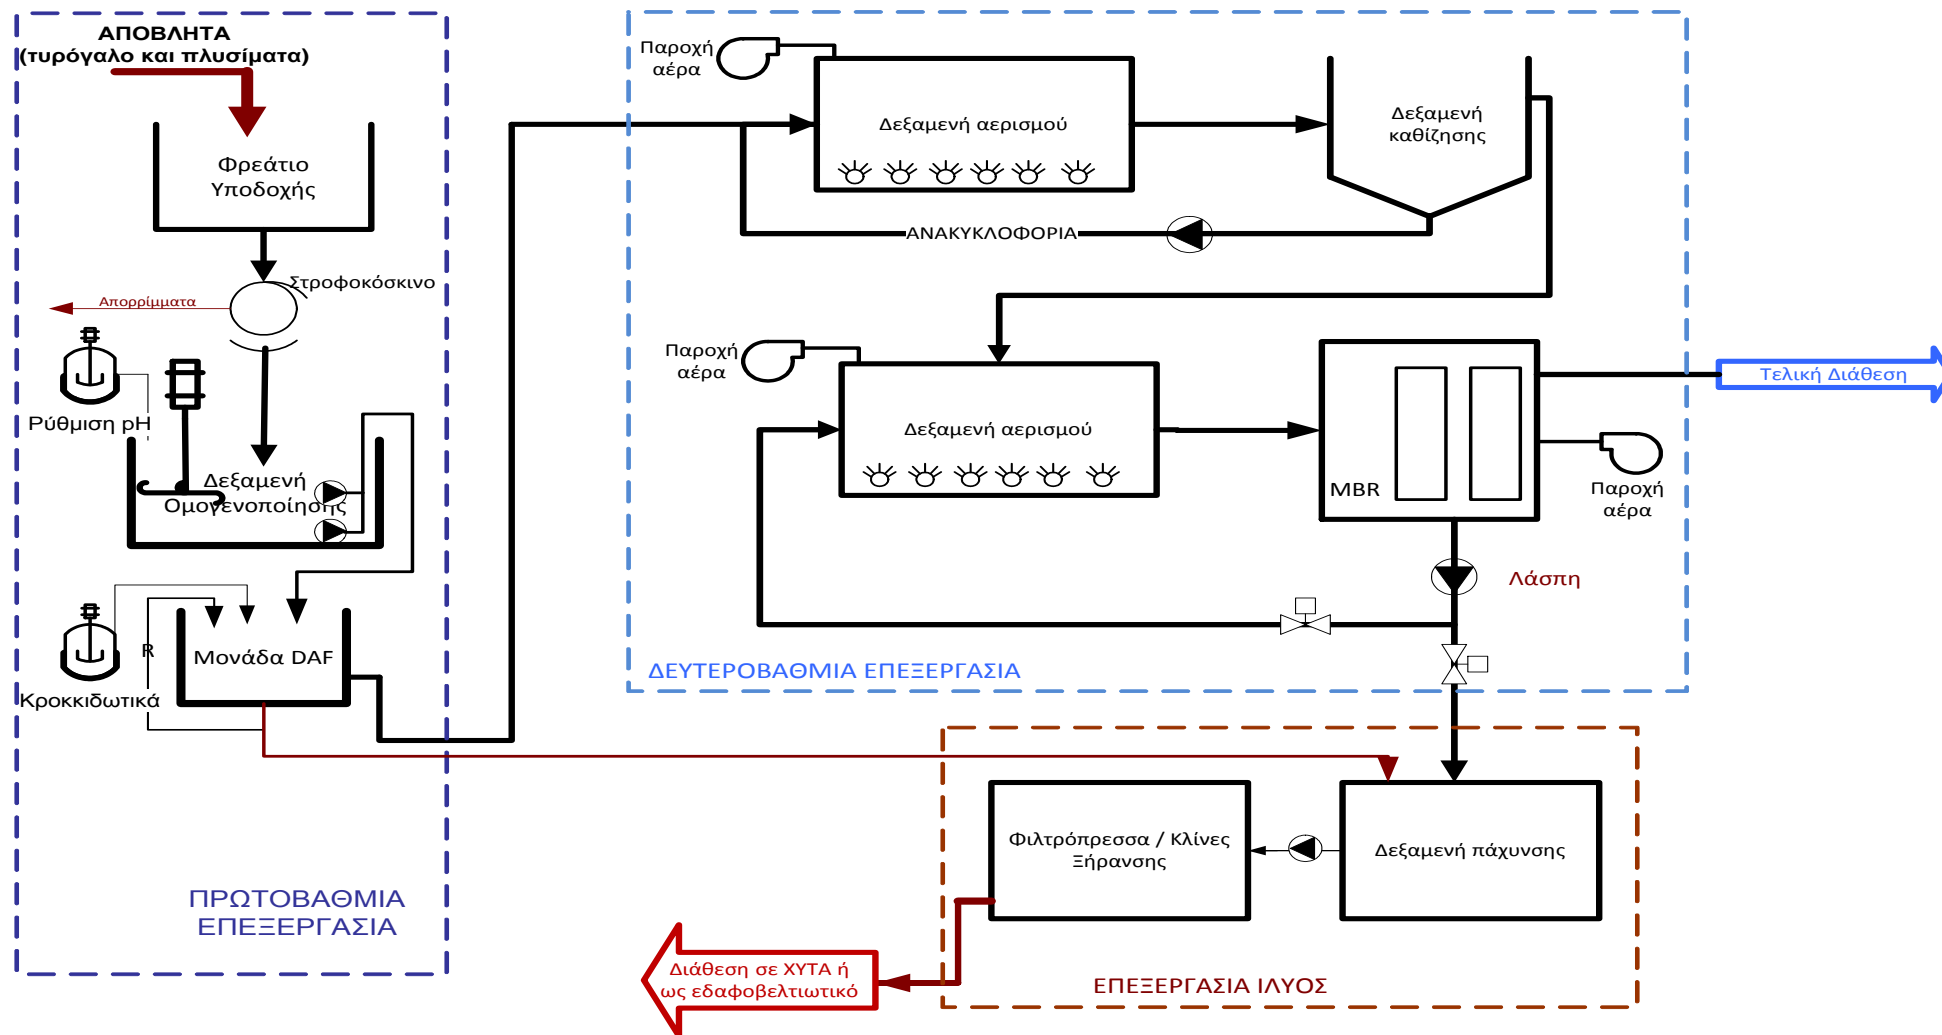 ΑΠΟΒΛΗΤΑ
(τυρόγαλο και πλυσίματα)
Φρεάτιο
Υποδοχής
Στροφοκόσκινο
Απορρίμματα
Ρύθμιση pH
Δεξαμενή
Ομογενοποίησης
R
Μονάδα DAF
Κροκκιδωτικά
ΠΡΩΤΟΒΑΘΜΙΑ
ΕΠΕΞΕΡΓΑΣΙΑ
Παροχή
αέρα
Δεξαμενή αερισμού
Δεξαμενή
καθίζησης
ΑΝΑΚΥΚΛΟΦΟΡΙΑ
Παροχή
αέρα
Δεξαμενή αερισμού
MBR
Παροχή
αέρα
Τελική Διάθεση
Λάσπη
ΔΕΥΤΕΡΟΒΑΘΜΙΑ ΕΠΕΞΕΡΓΑΣΙΑ
Φιλτρόπρεσσα / Κλίνες
Ξήρανσης
Δεξαμενή πάχυνσης
Διάθεση σε ΧΥΤΑ ή
ως εδαφοβελτιωτικό
ΕΠΕΞΕΡΓΑΣΙΑ ΙΛΥΟΣ